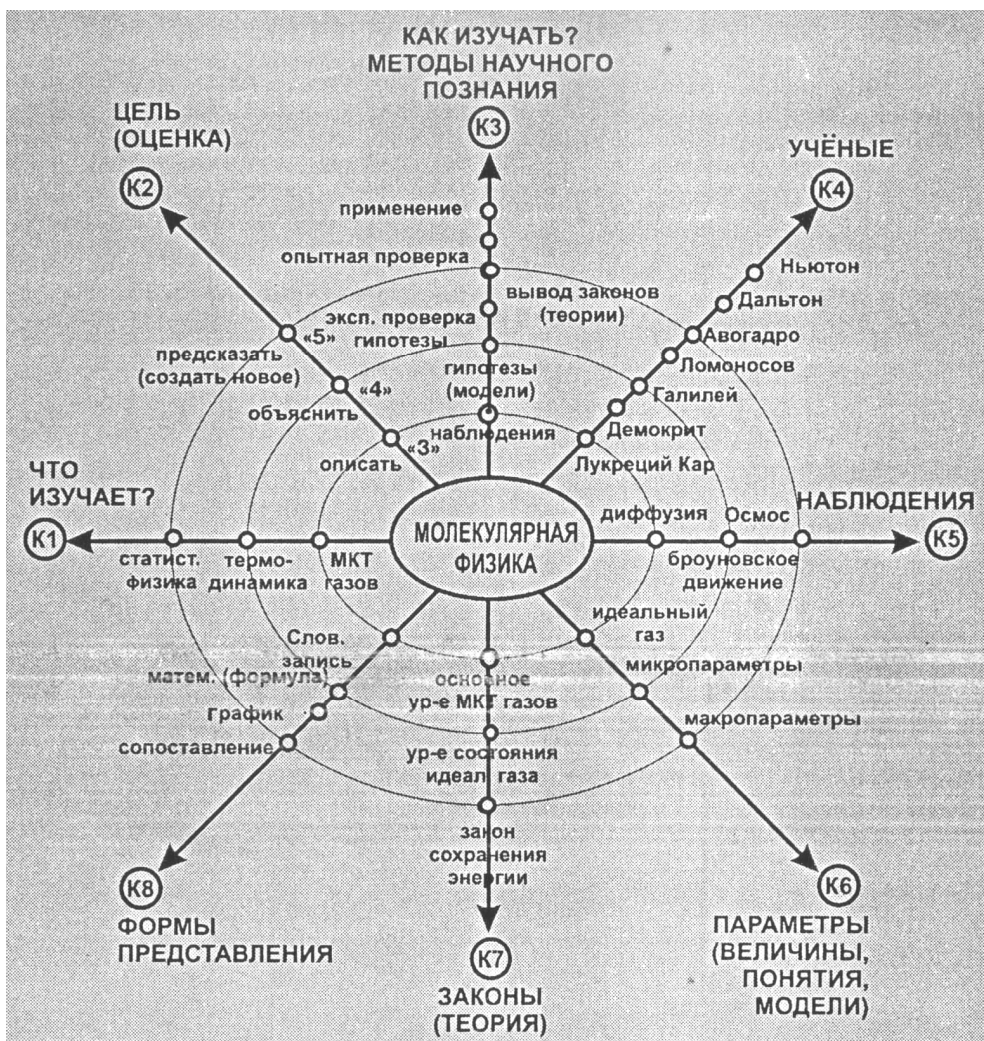 КАК ИЗУЧАТЬ?
МЕТОДЫ НАУЧНОГО
ПОЗНАНИЯ
К3
ЦЕЛЬ
(ОЦЕНКА)
К2
УЧЁНЫЕ
К4
применение
опытная проверка
вывод законов
(теории)
эксп. проверка
гипотезы
гипотезы
(модели)
наблюдения
«5»
предсказать
(создать новое)
«4»
объяснить
«3»
описать
Ньютон
Дальтон
Авогадро
Ломоносов
Галилей
Демокрит
Лукреций Кар
ЧТО
ИЗУЧАЕТ?
К1
статист.
физика
термо-
динамика
МКТ
газов
МОЛЕКУЛЯРНАЯ
ФИЗИКА
НАБЛЮДЕНИЯ
К5
диффузия
Осмос
броуновское
движение
идеальный
газ
микропараметры
макропараметры
К6
ПАРАМЕТРЫ
(ВЕЛИЧИНЫ,
ПОНЯТИЯ,
МОДЕЛИ)
основное
ур-е МКТ газов
ур-е состояния
идеал. газа
закон
сохранения
энергии
К7
ЗАКОНЫ
(ТЕОРИЯ)
Слов.
запись
матем. (формула)
График
сопоставление
К8
ФОРМЫ
ПРЕДСТАВЛЕНИЯ